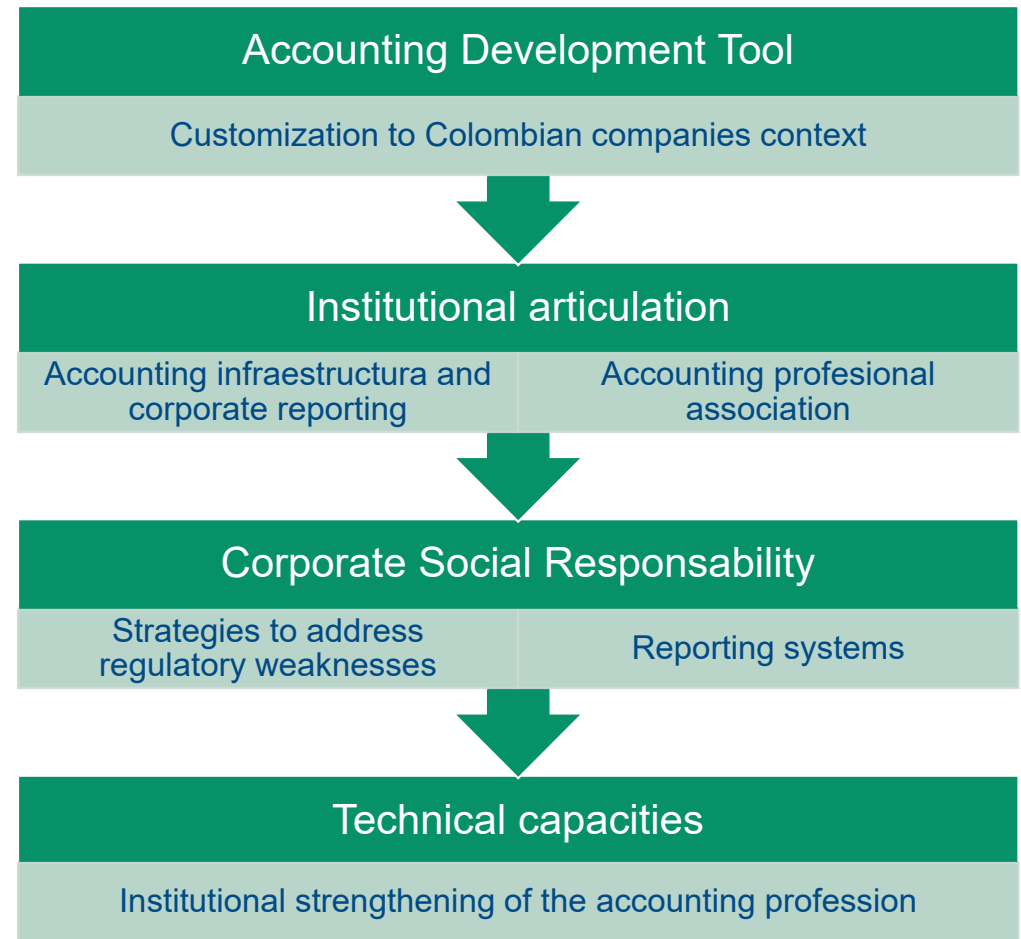 Accounting Development Tool
Customization to Colombian companies context
Institutional articulation
Accounting infraestructura and
corporate reporting
Accounting profesional
association
Corporate Social Responsability
Strategies to address
regulatory weaknesses
Reporting systems
Technical capacities
Institutional strengthening of the accounting profession